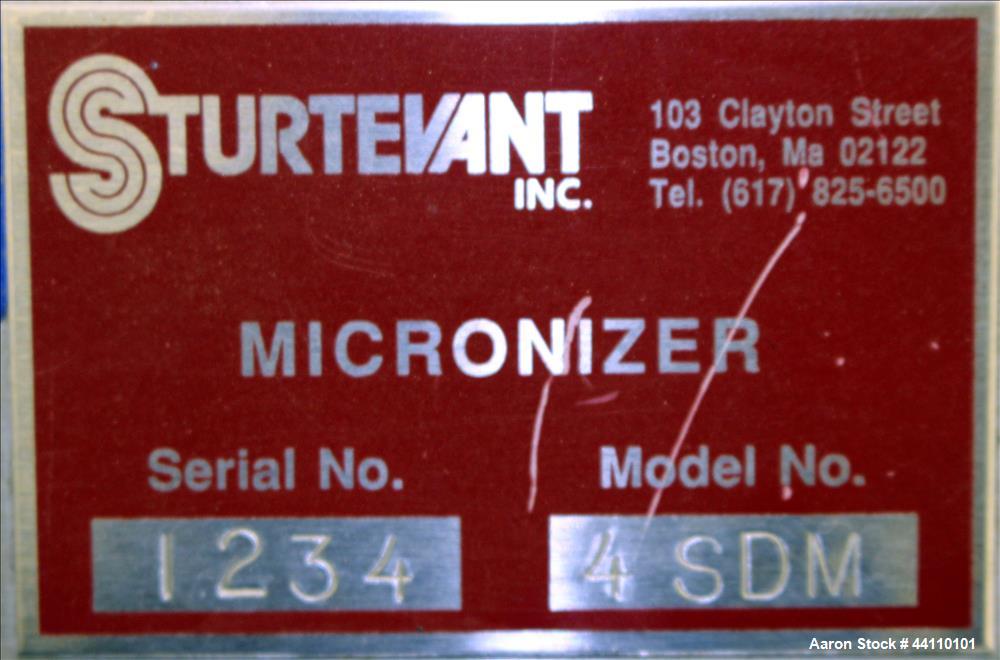 STURTEVANT
INC.
103 Clayton Street
Boston, Ma 02122
Tel. (617) 825-6500
MICRONIZER
Serial No.
Model No.
1234
4 SDM
Aaron Stock # 44110101